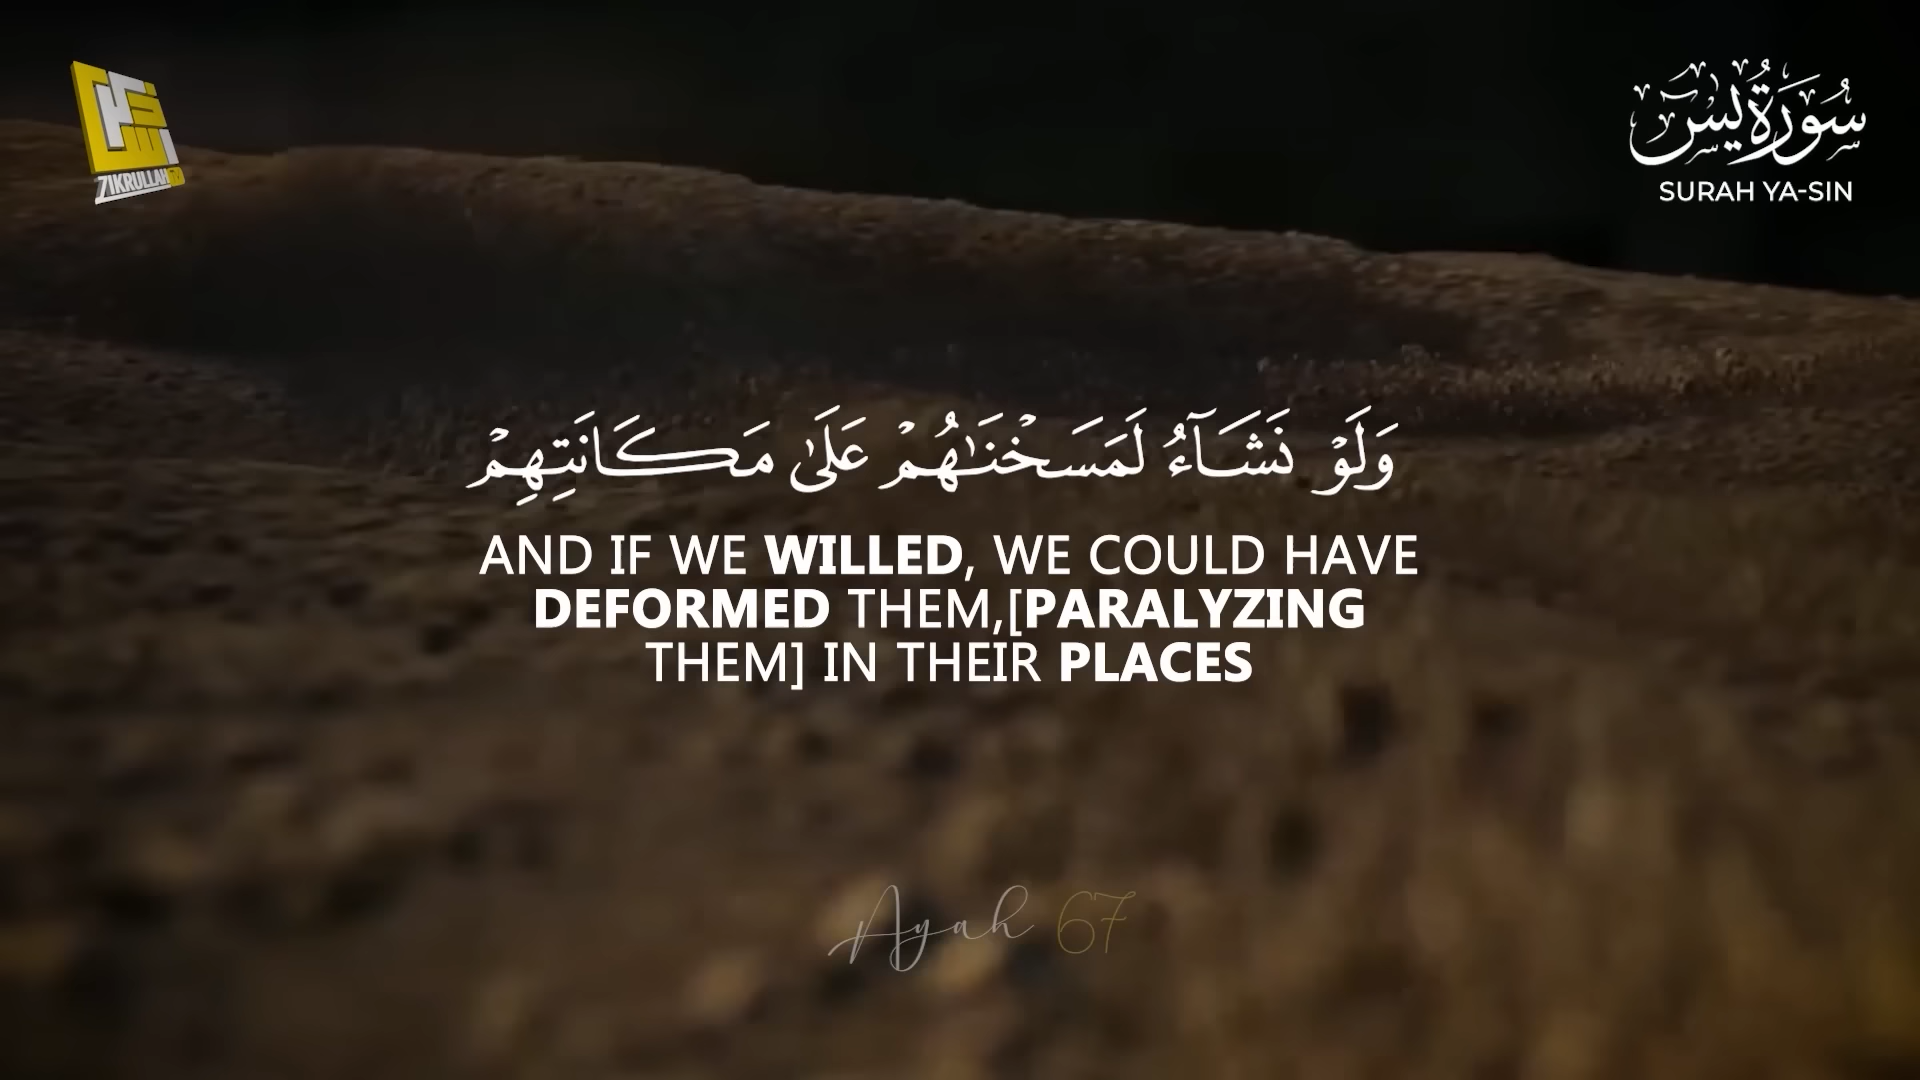 ZIKRULLAH TV
سُورَةُ يسٓ
SURAH YA-SIN
وَلَوْ نَشَآءُ لَمَسَخْنَٰهُمْ عَلَىٰ مَكَانَتِهِمْ
AND IF WE WILLED, WE COULD HAVE
DEFORMED THEM,[PARALYZING
THEM] IN THEIR PLACES
Ayah 67